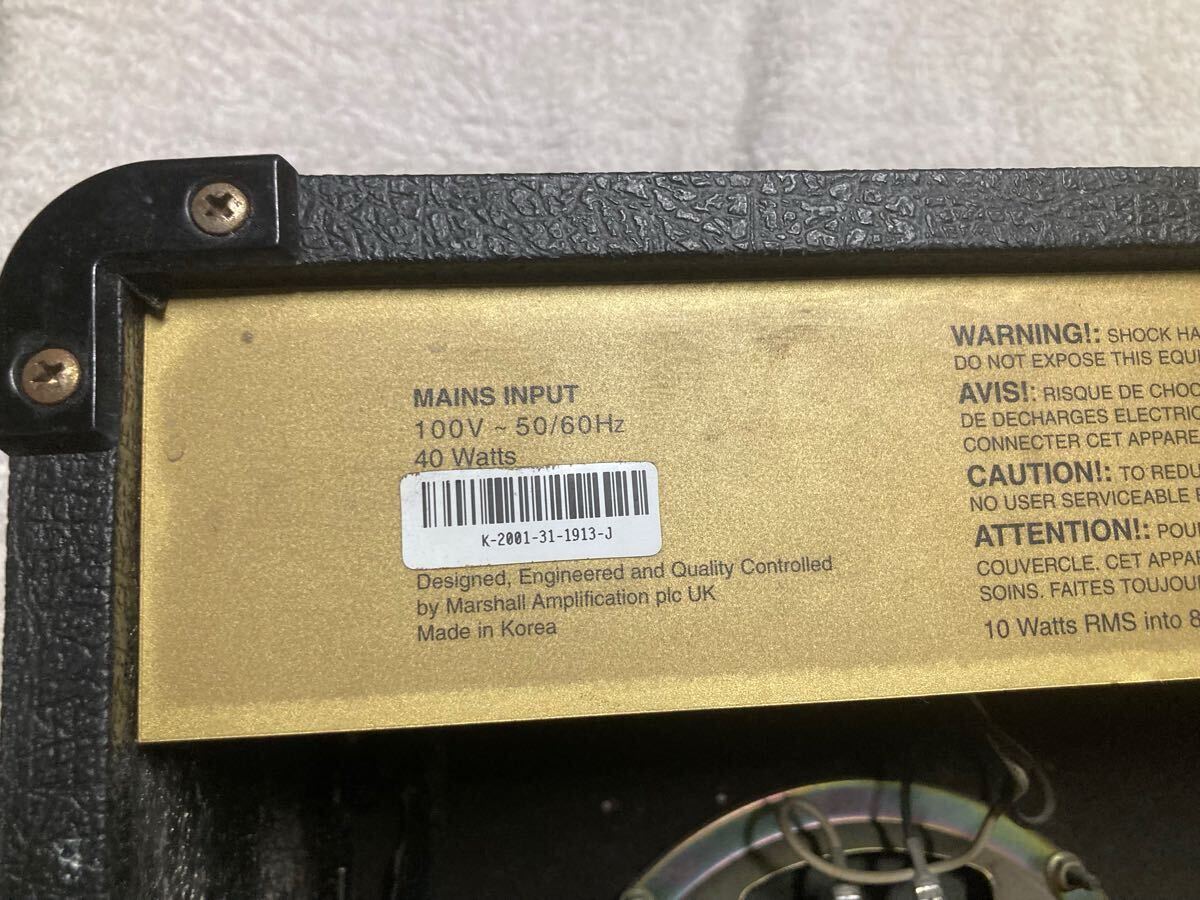 MAINS INPUT
100V ~ 50/60Hz
40 Watts
K-2001-31-1913-J
Designed, Engineered and Quality Controlled
by Marshall Amplification plc UK
Made in Korea
WARNING!: SHOCK HA
DO NOT EXPOSE THIS EQU
AVIS!: RISQUE DE CHOC
DE DECHARGES ELECTRIC
CONNECTER CET APPARE
CAUTION!: TO REDU
NO USER SERVICEABLE
ATTENTION!: POU
COUVERCLE. CET APPA
SOINS. FAITES TOUJOU
10 Watts RMS into 8